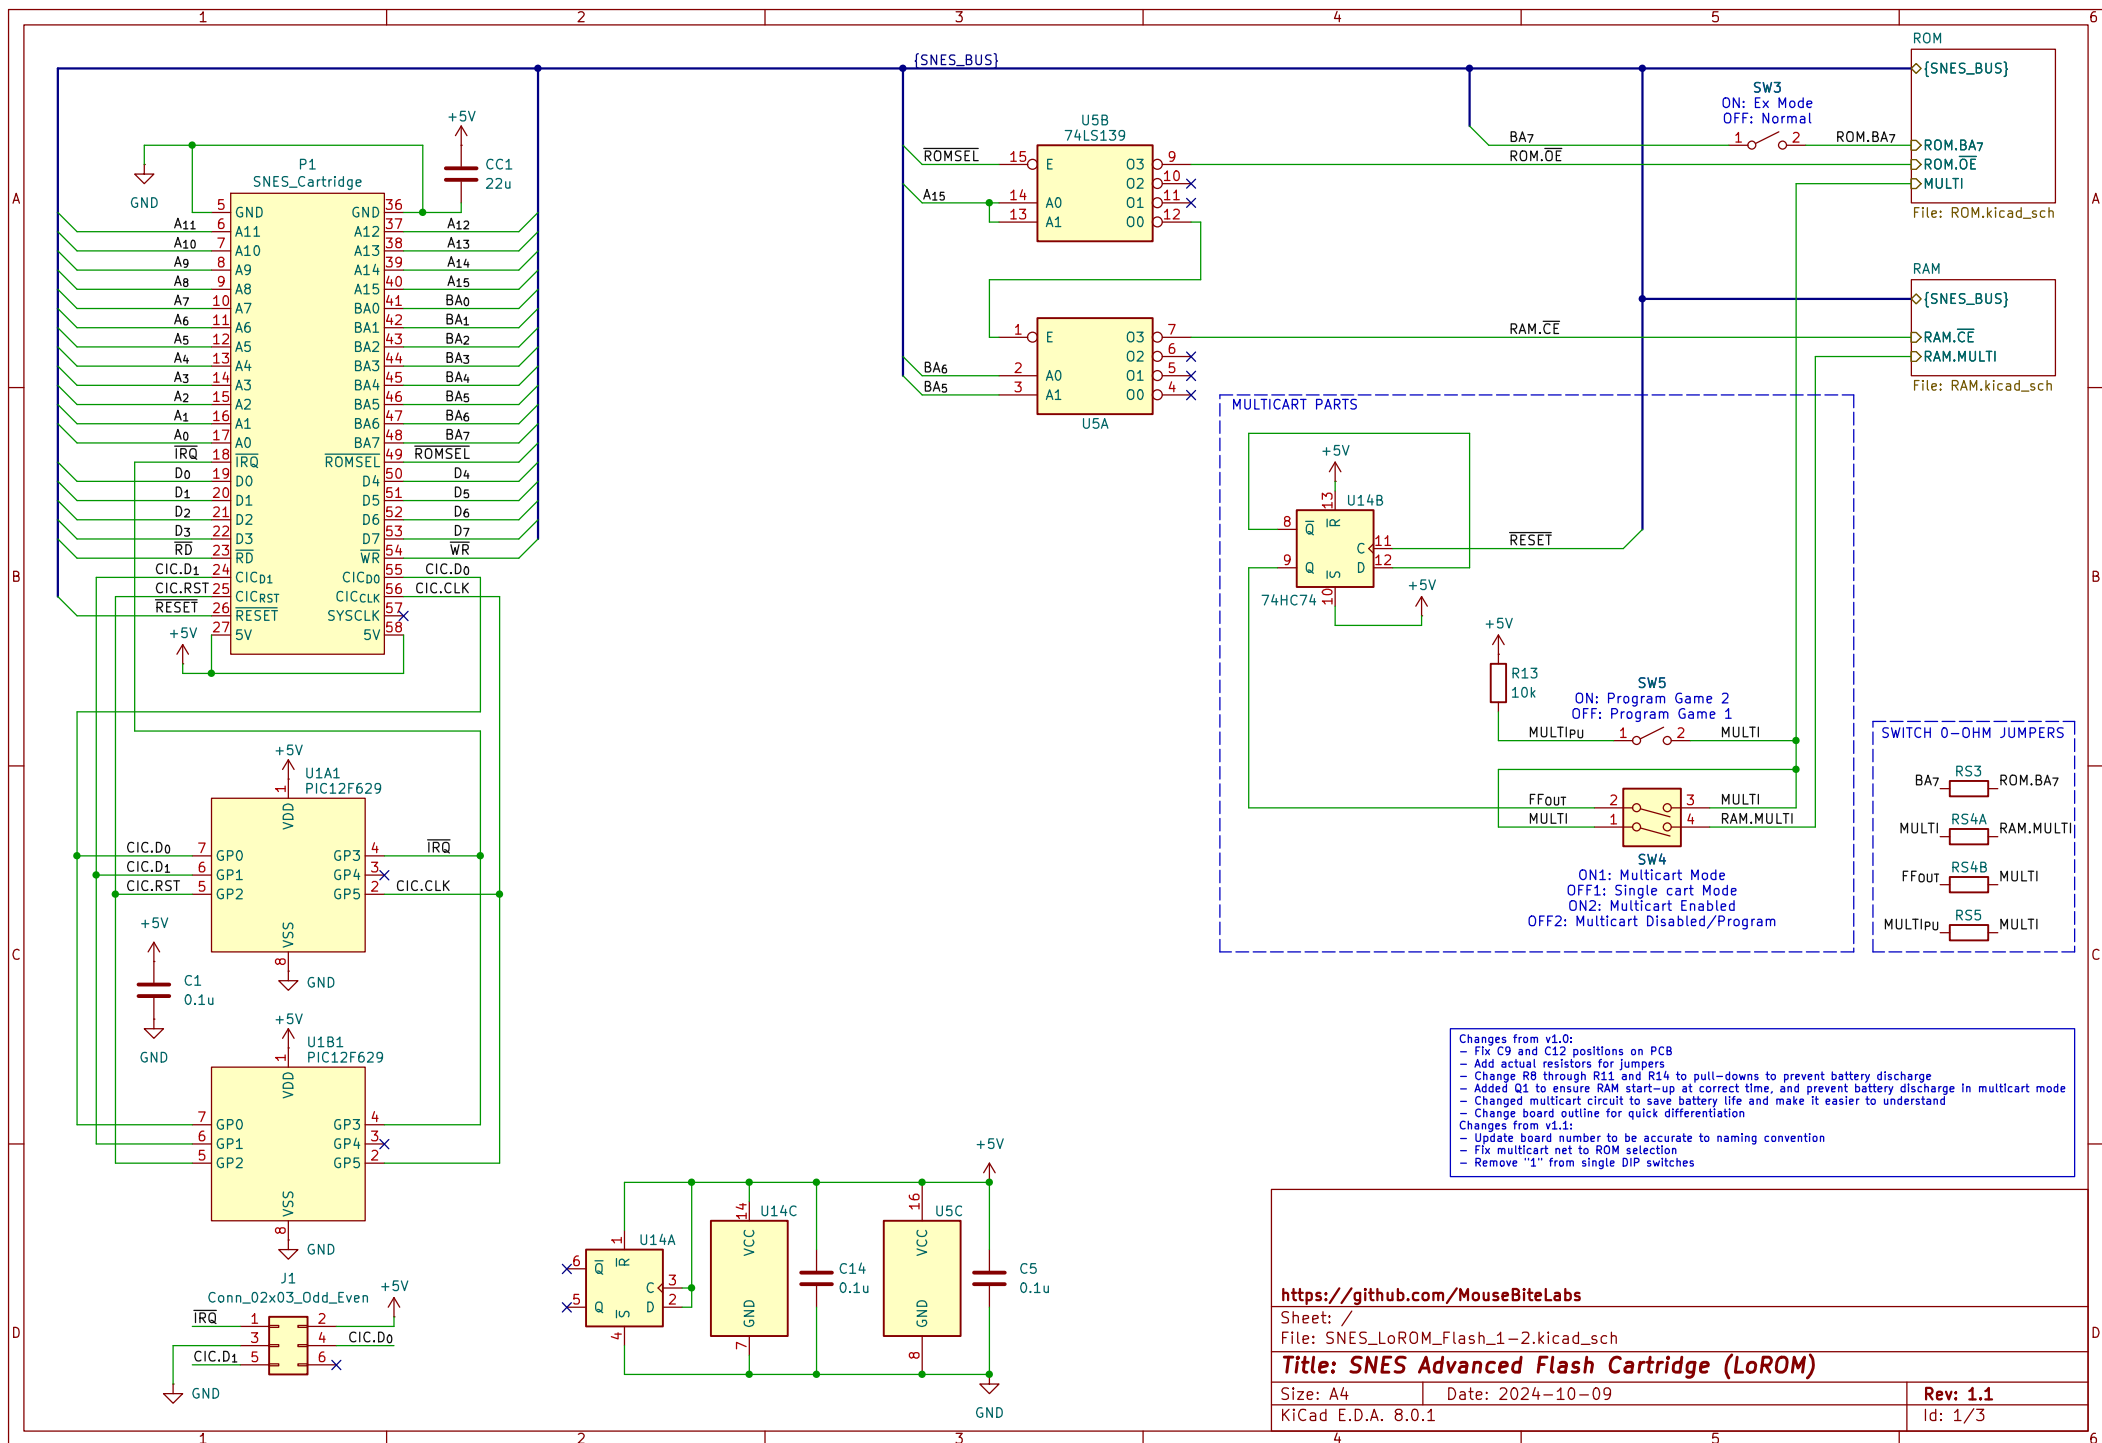 1 2 3 4 5 6
A
B
C
D
A
B
C
D
1 2 3 4 5 6
{SNES_BUS}
+5V
CC1
22u
GND
P1
SNES_Cartridge
5 GND GND 36
A11 6 A11 A12 37 A12
A10 7 A10 A13 38 A13
A9 8 A9 A14 39 A14
A8 9 A8 A15 40 A15
A7 10 A7 BA0 41 BA0
A6 11 A6 BA1 42 BA1
A5 12 A5 BA2 43 BA2
A4 13 A4 BA3 44 BA3
A3 14 A3 BA4 45 BA4
A2 15 A2 BA5 46 BA5
A1 16 A1 BA6 47 BA6
A0 17 A0 BA7 48 BA7
IRQ 18 IRQ ROMSEL 49 ROMSEL
D0 19 D0 D4 50 D4
D1 20 D1 D5 51 D5
D2 21 D2 D6 52 D6
D3 22 D3 D7 53 D7
RD 23 RD WR 54 WR
CIC.D1 24 CICD1 CICD0 55 CIC.D0
CIC.RST 25 CICRST CICCLK 56 CIC.CLK
RESET 26 RESET SYSCLK 57
27 5V 5V 58
+5V
+5V
U1A1
PIC12F629
1 VDD
CIC.D0 7 GP0 GP3 4 IRQ
CIC.D1 6 GP1 GP4 3
CIC.RST 5 GP2 GP5 2 CIC.CLK
VSS 8
GND
+5V
C1
0.1u
GND
+5V
U1B1
PIC12F629
1 VDD
7 GP0 GP3 4
6 GP1 GP4 3
5 GP2 GP5 2
VSS 8
GND
J1
Conn_02x03_Odd_Even
+5V
IRQ 1 2
3 4 CIC.D0
CIC.D1 5 6
GND
U5B
74LS139
ROMSEL 15 E O3 9 ROM.OE
O2 10
A15 14 A0 O1 11
13 A1 O0 12
1 E O3 7 RAM.CE
O2 6
BA6 2 A0 O1 5
BA5 3 A1 O0 4
U5A
SW3
ON: Ex Mode
OFF: Normal
BA7 1 2 ROM.BA7
ROM
{SNES_BUS}
ROM.BA7
ROM.OE
MULTI
File: ROM.kicad_sch
RAM
{SNES_BUS}
RAM.CE
RAM.MULTI
File: RAM.kicad_sch
MULTICART PARTS
+5V
13 U14B
8 Q R
C 11 RESET
9 Q D 12
S
74HC74 10
+5V
+5V
R13
10k
SW5
ON: Program Game 2
OFF: Program Game 1
MULTIPU 1 2 MULTI
FFOUT 2 3 MULTI
MULTI 1 4 RAM.MULTI
SW4
ON1: Multicart Mode
OFF1: Single cart Mode
ON2: Multicart Enabled
OFF2: Multicart Disabled/Program
SWITCH 0-OHM JUMPERS
RS3
BA7 ROM.BA7
RS4A
MULTI RAM.MULTI
RS4B
FFOUT MULTI
RS5
MULTIPU MULTI
Changes from v1.0:
- Fix C9 and C12 positions on PCB
- Add actual resistors for jumpers
- Change R8 through R11 and R14 to pull-downs to prevent battery discharge
- Added Q1 to ensure RAM start-up at correct time, and prevent battery discharge in multicart mode
- Changed multicart circuit to save battery life and make it easier to understand
- Change board outline for quick differentiation
Changes from v1.1:
- Update board number to be accurate to naming convention
- Fix multicart net to ROM selection
- Remove "1" from single DIP switches
+5V
1 U14A
6 Q R
C 3
5 Q D 2
S
4
14 U14C
VCC
GND
7
C14
0.1u
16 U5C
VCC
GND
8
C5
0.1u
GND
https://github.com/MouseBiteLabs
Sheet: /
File: SNES_LoROM_Flash_1-2.kicad_sch
Title: SNES Advanced Flash Cartridge (LoROM)
Size: A4 Date: 2024-10-09 Rev: 1.1
KiCad E.D.A. 8.0.1 Id: 1/3